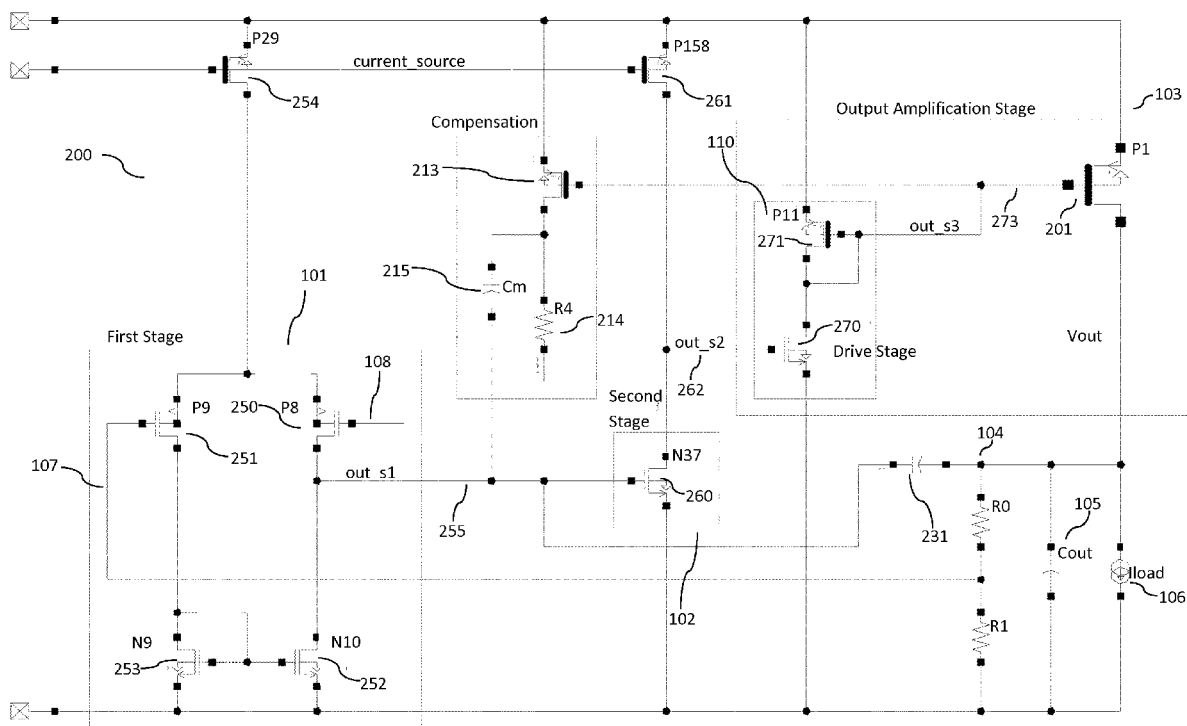 P29
P158
current_source
254
261
103
Compensation
Output Amplification Stage
200
213
110
P1
P11
273
201
out_s3
271
215
Cm
101
R4
214
270
First Stage
out_s2
Drive Stage
Vout
262
108
Second
Stage
P9
250
P8
251
104
107
out_s1
N37
260
R0
105
255
231
Cout
Iload
106
102
N9
N10
R1
253
252